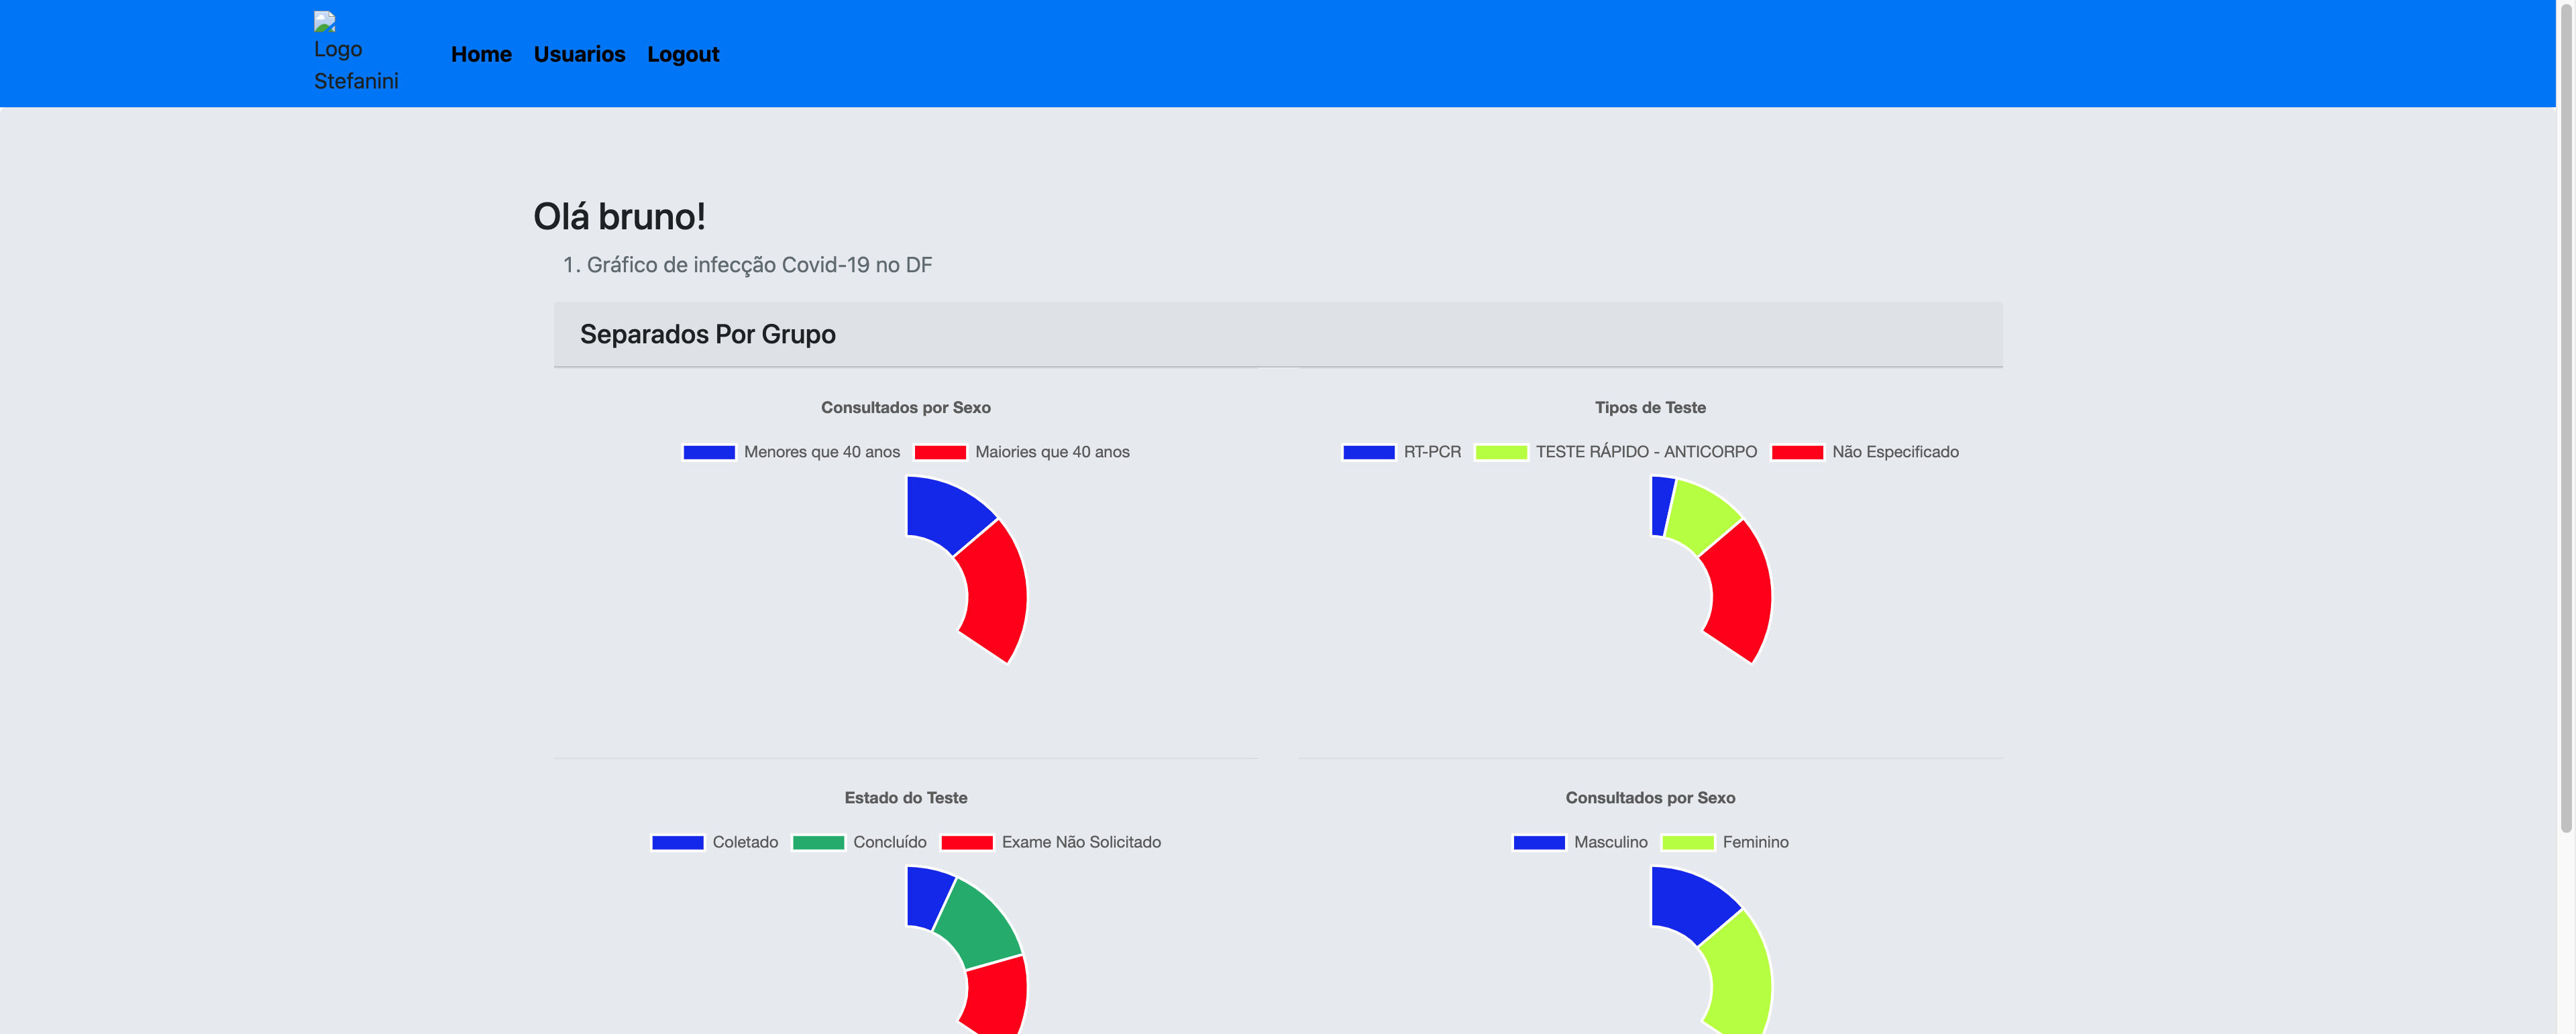 Logo
Stefanini
Home Usuarios Logout
Olá bruno!
1. Gráfico de infecção Covid-19 no DF
Separados Por Grupo
Consultados por Sexo
Menores que 40 anos Maiories que 40 anos
Tipos de Teste
RT-PCR TESTE RÁPIDO - ANTICORPO Não Especificado
Estado do Teste
Coletado Concluído Exame Não Solicitado
Consultados por Sexo
Masculino Feminino